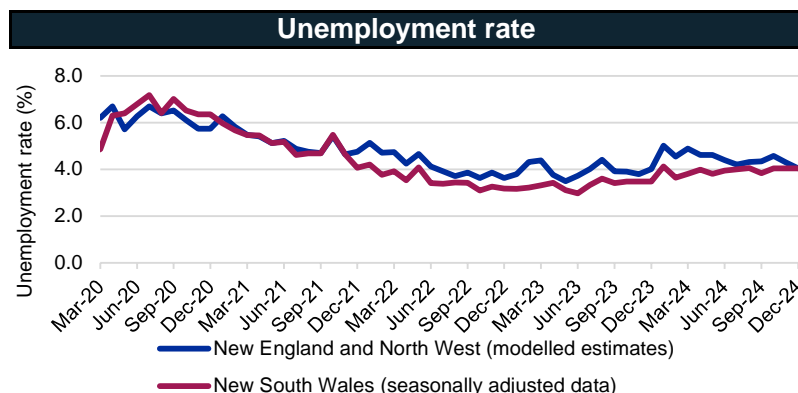 Unemployment rate
Unemployment rate (%)
8.0
6.0
4.0
2.0
0.0
Mar-20
Jun-20
Sep-20
Dec-20
Mar-21
Jun-21
Sep-21
Dec-21
Mar-22
Jun-22
Sep-22
Dec-22
Mar-23
Jun-23
Sep-23
Dec-23
Mar-24
Jun-24
Sep-24
Dec-24
New England and North West (modelled estimates)
New South Wales (seasonally adjusted data)